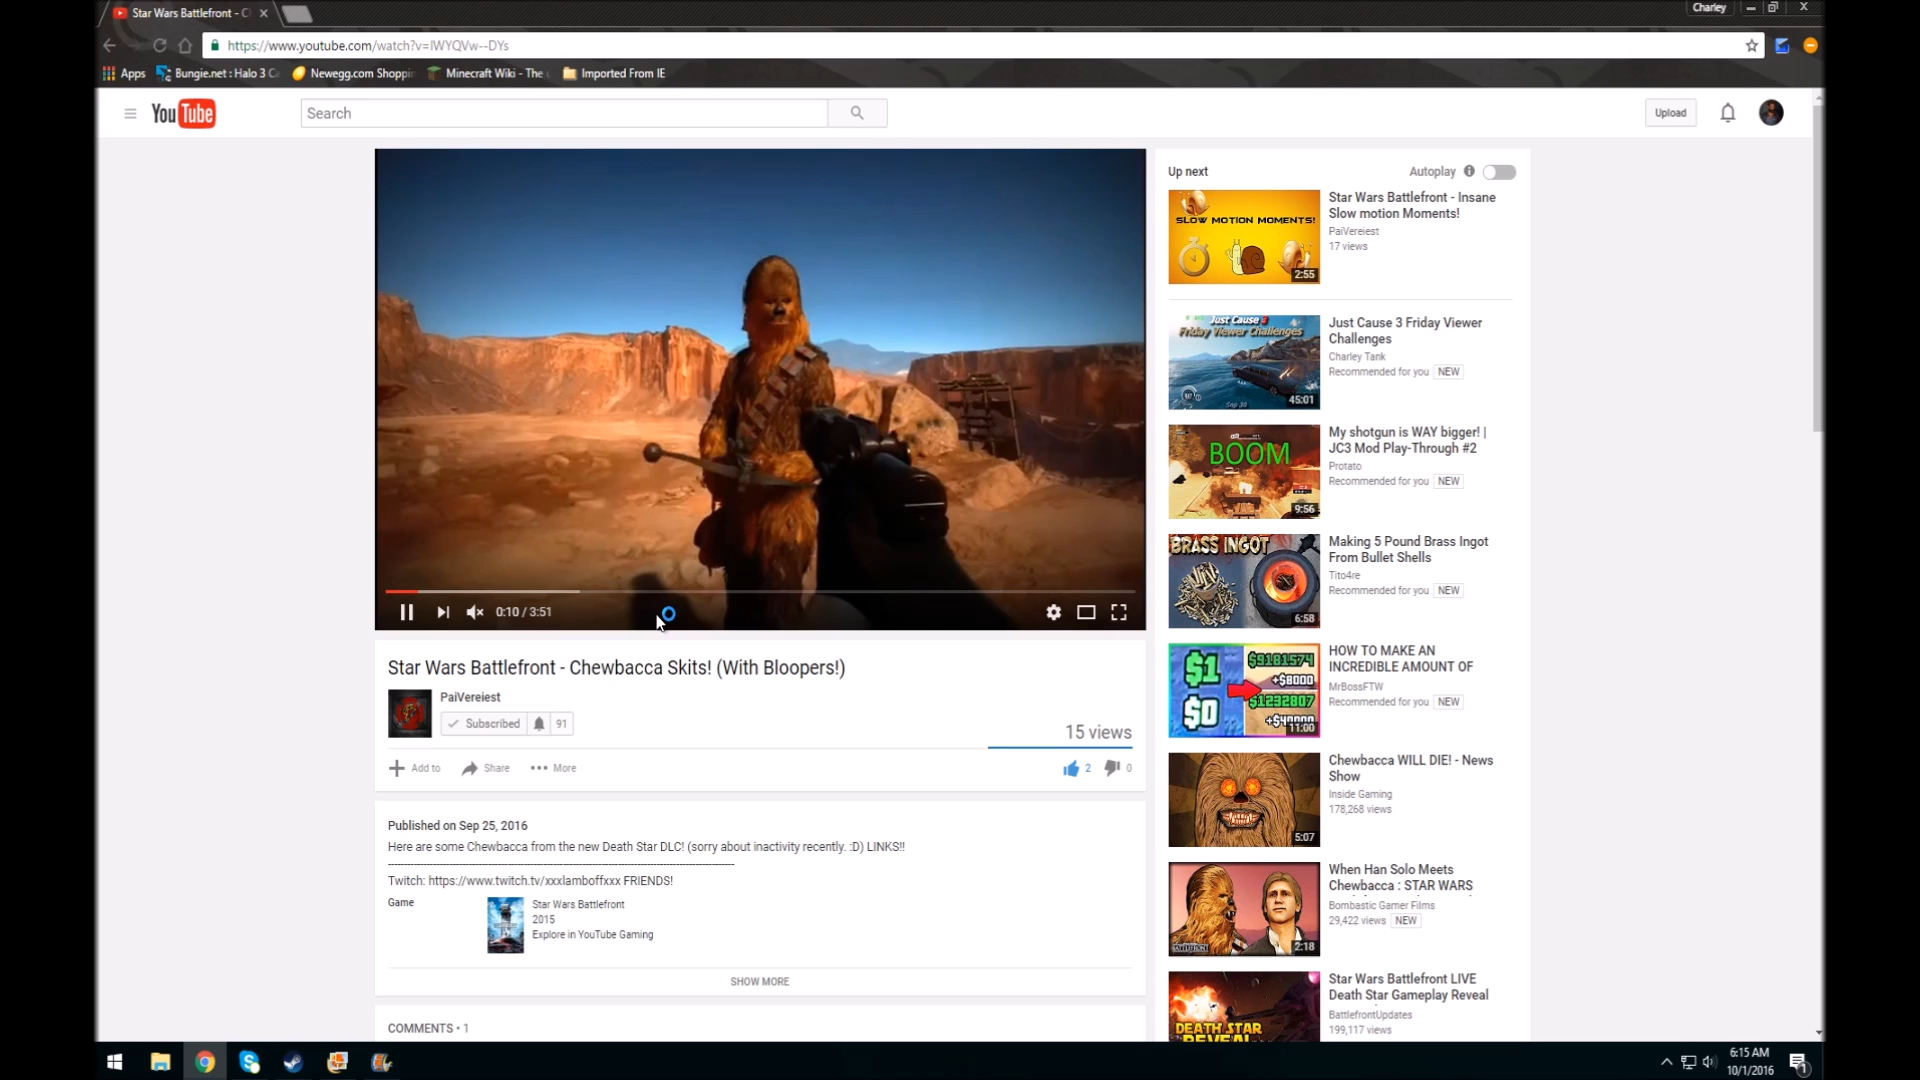 Star Wars Battlefront - C
Charley
https://www.youtube.com/watch?v=IWYQVw--DYs
Apps
Bungie.net : Halo 3 C
Newegg.com Shoppin
Minecraft Wiki - The
Imported From IE
YouTube
Search
Upload
Up next
Autoplay
SLOW MOTION MOMENTS!
2:55
Star Wars Battlefront - Insane
Slow motion Moments!
PaiVereiest
17 views
Just Cause 3
Friday Viewer Challenges
Sep 30
45:01
Just Cause 3 Friday Viewer
Challenges
Charley Tank
Recommended for you NEW
BOOM
9:56
My shotgun is WAY bigger! |
JC3 Mod Play-Through #2
Protato
Recommended for you NEW
BRASS INGOT
6:58
Making 5 Pound Brass Ingot
From Bullet Shells
Tito4re
Recommended for you NEW
$1
$0
$9181574
+$8000
$1232807
11:00
HOW TO MAKE AN
INCREDIBLE AMOUNT OF
MrBossFTW
Recommended for you NEW
5:07
Chewbacca WILL DIE! - News
Show
Inside Gaming
178,268 views
2:18
When Han Solo Meets
Chewbacca : STAR WARS
Bombastic Gamer Films
29,422 views NEW
DEATH STAR
REVEAL
Star Wars Battlefront LIVE
Death Star Gameplay Reveal
BattlefrontUpdates
199,117 views
0:10 / 3:51
Star Wars Battlefront - Chewbacca Skits! (With Bloopers!)
PaiVereiest
Subscribed 91
15 views
Add to
Share
More
2
0
Published on Sep 25, 2016
Here are some Chewbacca from the new Death Star DLC! (sorry about inactivity recently. :D) LINKS!!
Twitch: https://www.twitch.tv/xxxlamboffxxx FRIENDS!
Game
Star Wars Battlefront
2015
Explore in YouTube Gaming
SHOW MORE
COMMENTS • 1
6:15 AM
10/1/2016
1